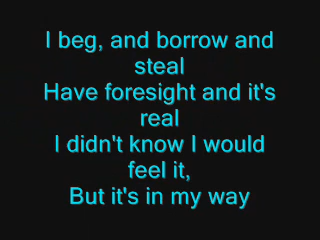 I beg, and borrow and
steal
Have foresight and it's
real
I didn't know I would
feel it,
But it's in my way